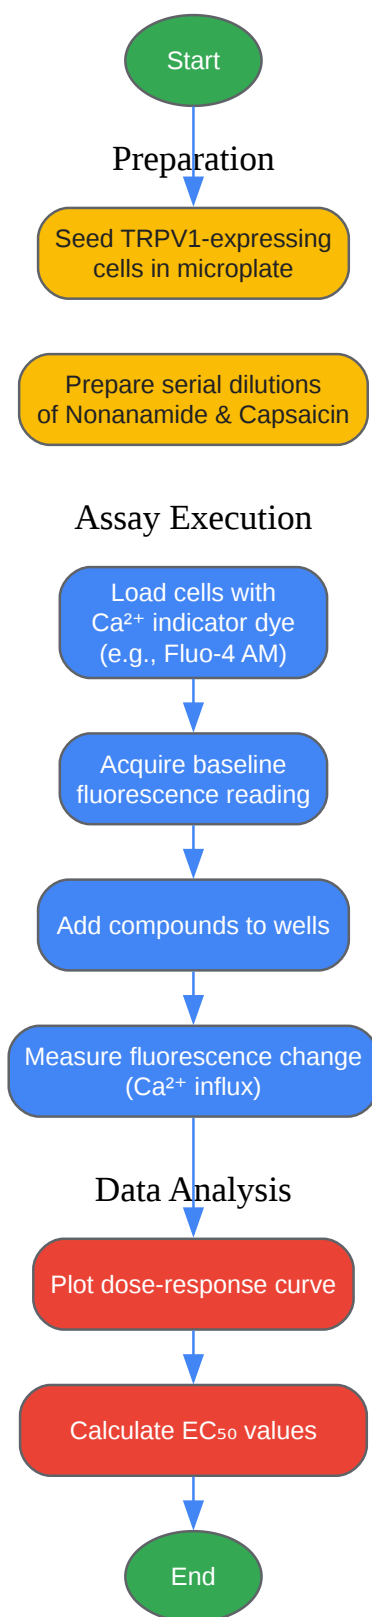 Start
Preparation
Seed TRPV1-expressing
cells in microplate
Prepare serial dilutions
of Nonanamide & Capsaicin
Assay Execution
Load cells with
Ca²⁺ indicator dye
(e.g., Fluo-4 AM)
Acquire baseline
fluorescence reading
Add compounds to wells
Measure fluorescence change
(Ca²⁺ influx)
Data Analysis
Plot dose-response curve
Calculate EC₅₀ values
End